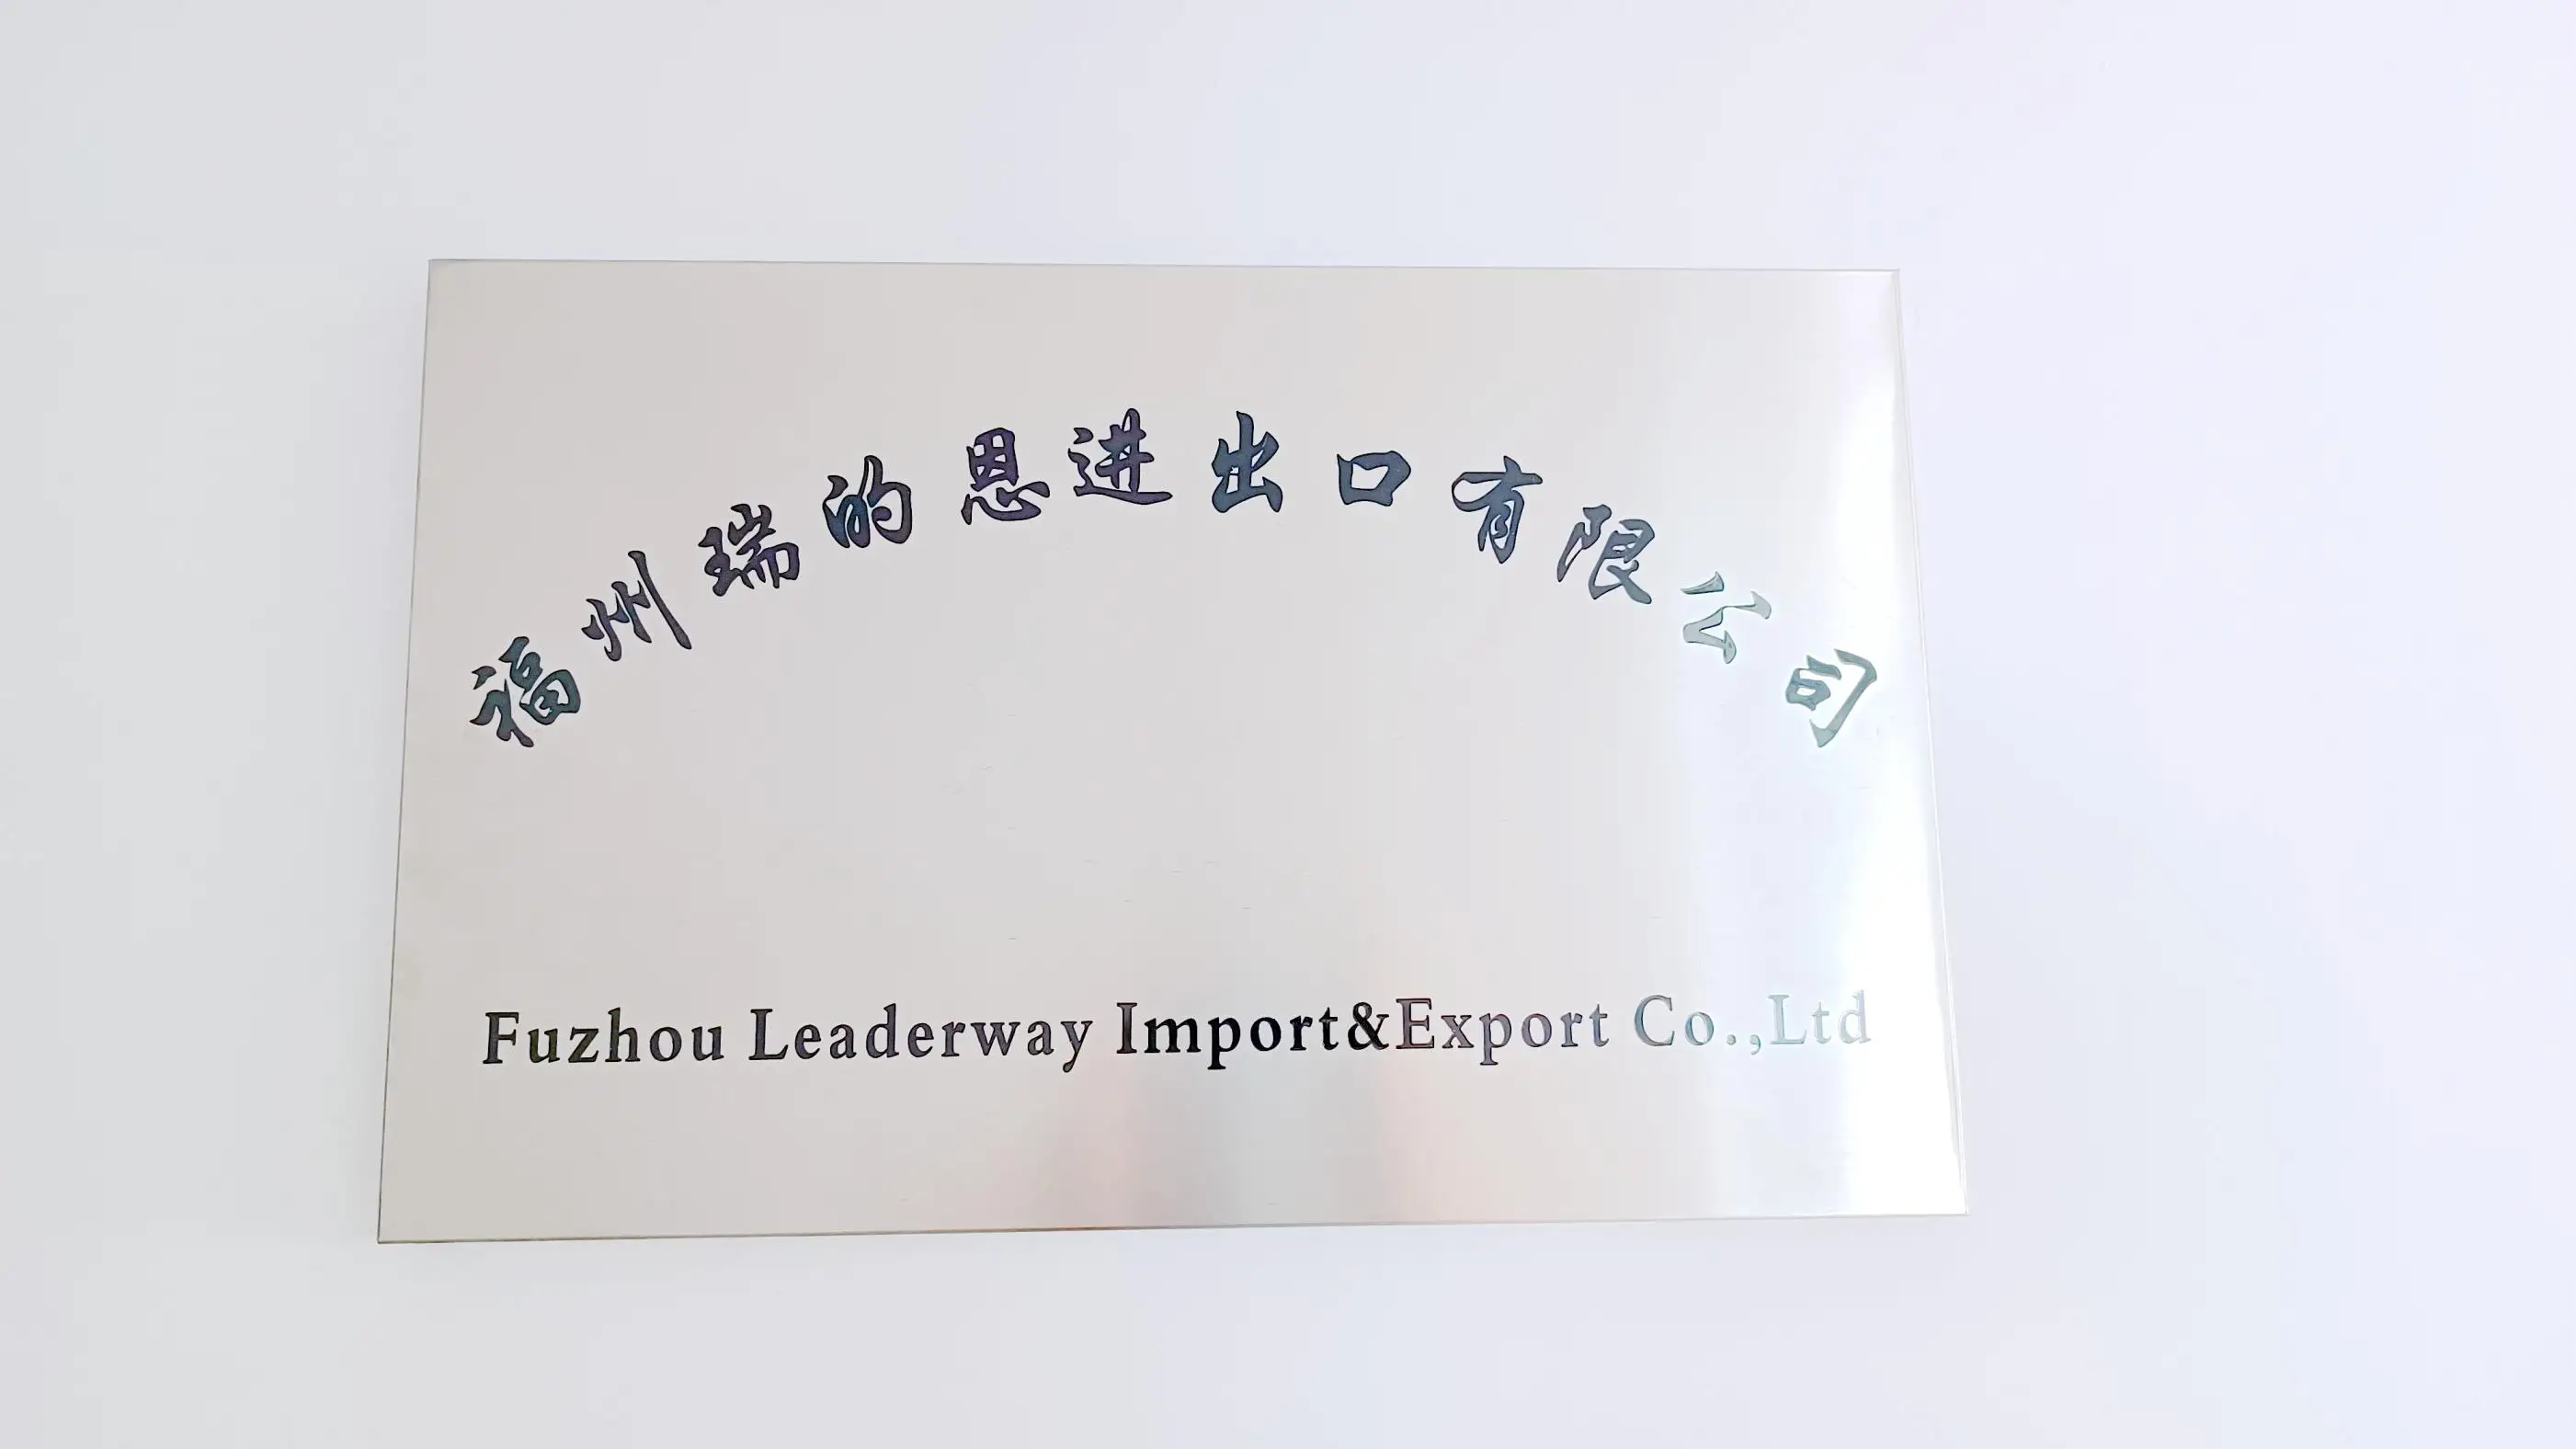 福州瑞的恩进出口有限公司
Fuzhou Leaderway Import&Export Co.,Ltd